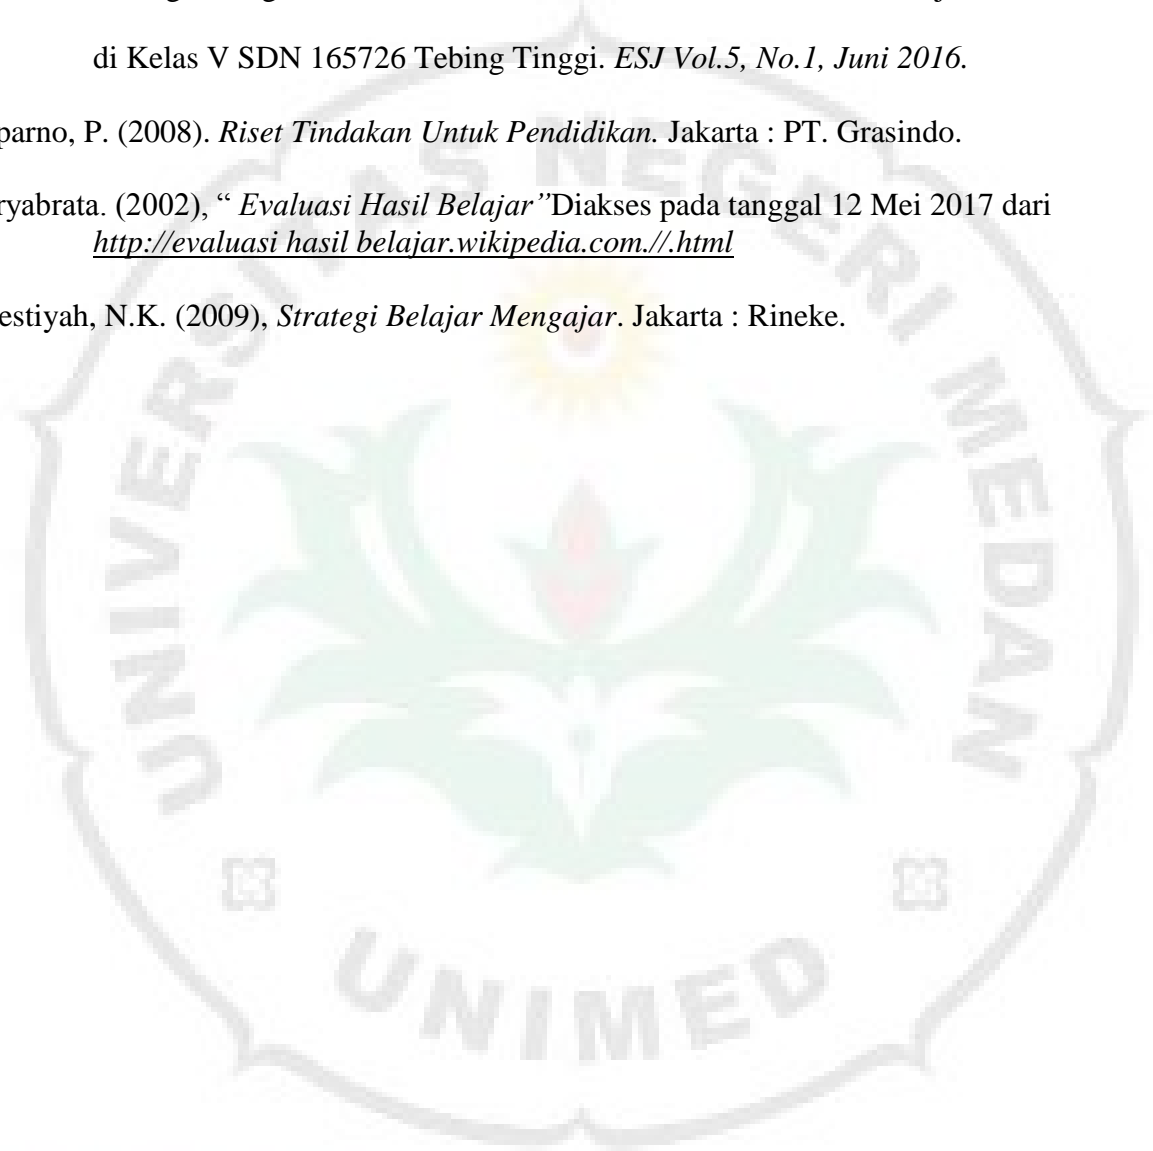 di Kelas V SDN 165726 Tebing Tinggi. ESJ Vol.5, No.1, Juni 2016.
parno, P. (2008). Riset Tindakan Untuk Pendidikan. Jakarta : PT. Grasindo.
ryabrata. (2002), “ Evaluasi Hasil Belajar”Diakses pada tanggal 12 Mei 2017 dari
http://evaluasi hasil belajar.wikipedia.com.//.html
estiyah, N.K. (2009), Strategi Belajar Mengajar. Jakarta : Rineke.
UNIVERSITAS NEGERI MEDAN
UNIMED